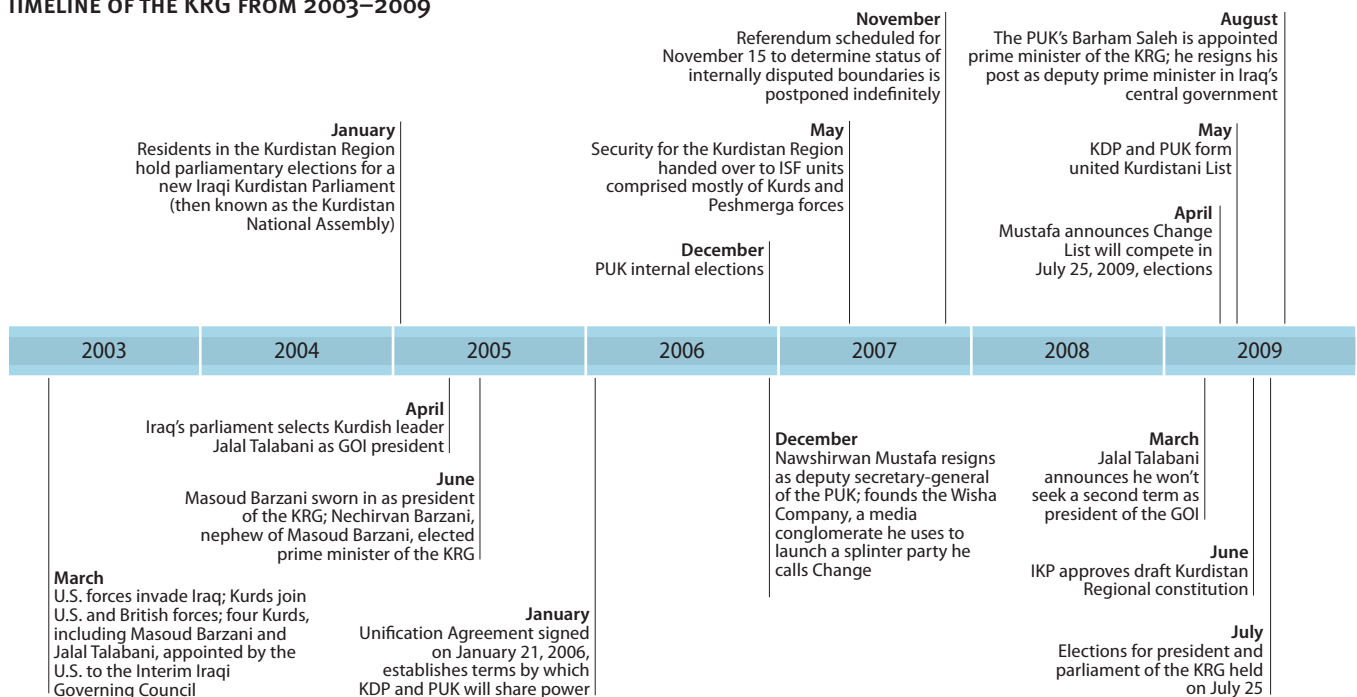 TIMELINE OF THE KRG FROM 2003–2009
November
Referendum scheduled for
November 15 to determine status of
internally disputed boundaries is
postponed indefinitely
August
The PUK's Barham Saleh is appointed
prime minister of the KRG; he resigns his
post as deputy prime minister in Iraq's
central government
January
Residents in the Kurdistan Region
hold parliamentary elections for a
new Iraqi Kurdistan Parliament
(then known as the Kurdistan
National Assembly)
May
Security for the Kurdistan Region
handed over to ISF units
comprised mostly of Kurds and
Peshmerga forces
May
KDP and PUK form
united Kurdistani List
December
PUK internal elections
April
Mustafa announces Change
List will compete in
July 25, 2009, elections
2003
2004
2005
2006
2007
2008
2009
April
Iraq's parliament selects Kurdish leader
Jalal Talabani as GOI president
June
Masoud Barzani sworn in as president
of the KRG; Nechirvan Barzani,
nephew of Masoud Barzani, elected
prime minister of the KRG
March
U.S. forces invade Iraq; Kurds join
U.S. and British forces; four Kurds,
including Masoud Barzani and
Jalal Talabani, appointed by the
U.S. to the Interim Iraqi
Governing Council
January
Unification Agreement signed
on January 21, 2006,
establishes terms by which
KDP and PUK will share power
December
Nawshirwan Mustafa resigns
as deputy secretary-general
of the PUK; founds the Wisha
Company, a media
conglomerate he uses to
launch a splinter party he
calls Change
March
Jalal Talabani
announces he won't
seek a second term as
president of the GOI
June
IKP approves draft Kurdistan
Regional constitution
July
Elections for president and
parliament of the KRG held
on July 25